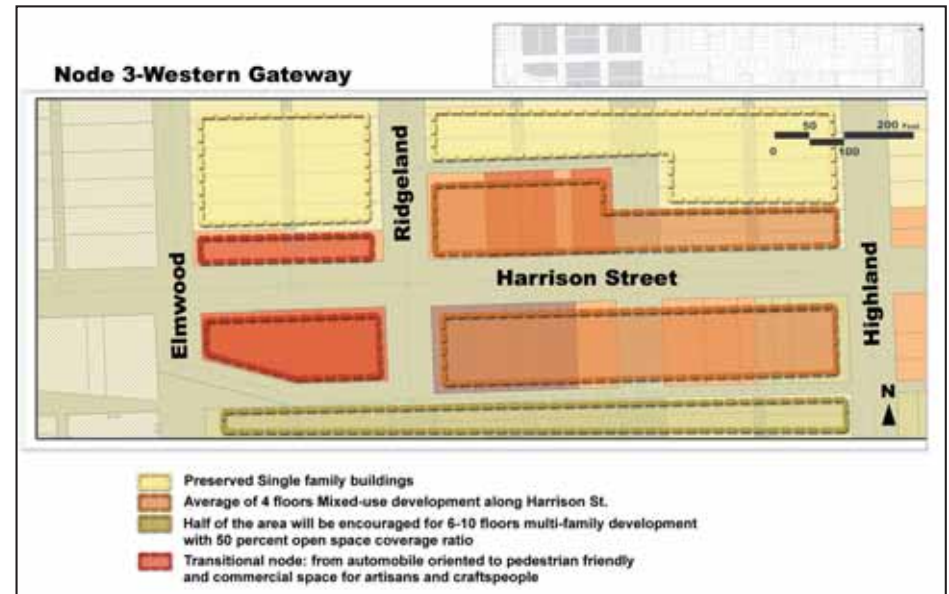 Node 3-Western Gateway
Ridgeland
50
200 Feet
0
100
Harrison Street
Elmwood
Highland
N
Preserved Single family buildings
Average of 4 floors Mixed-use development along Harrison St.
Half of the area will be encouraged for 6-10 floors multi-family development
with 50 percent open space coverage ratio
Transitional node: from automobile oriented to pedestrian friendly
and commercial space for artisans and craftspeople